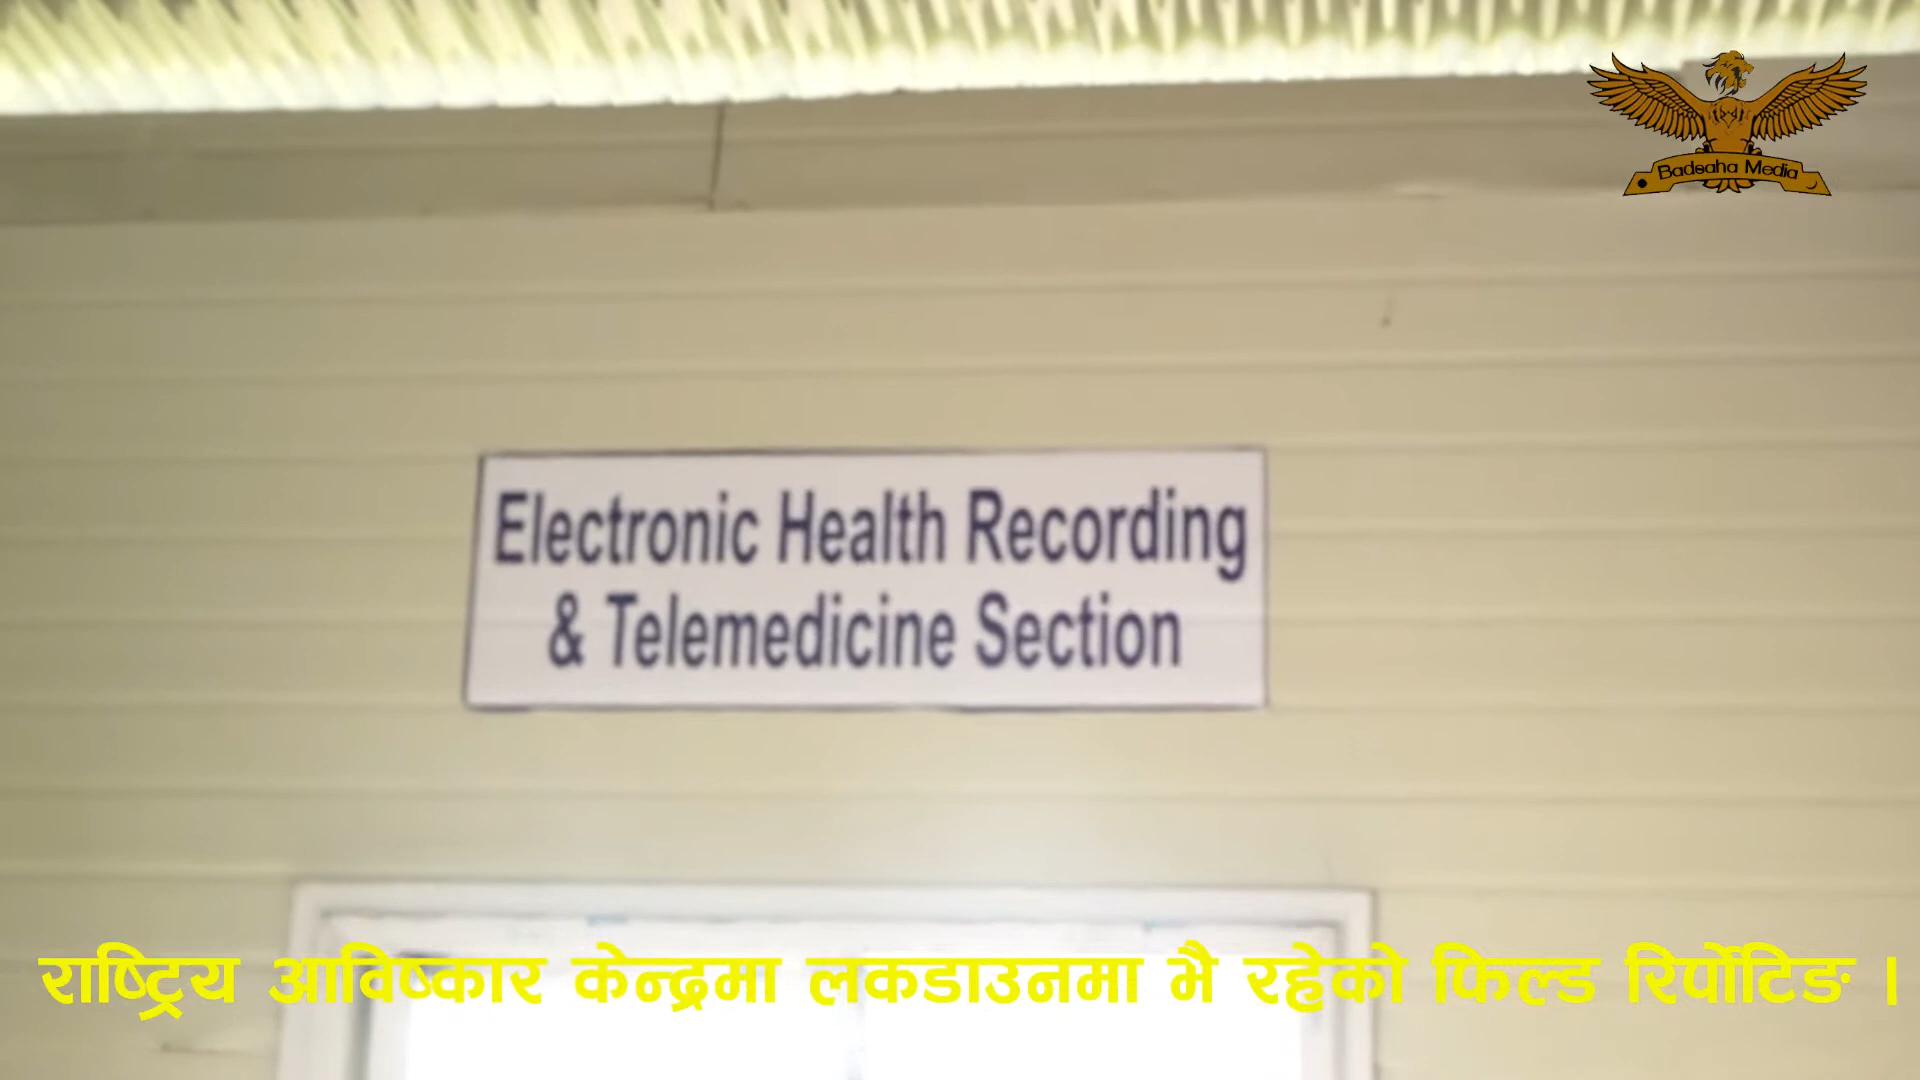 Badsaha Media
Electronic Health Recording
& Telemedicine Section
राष्ट्रिय आविष्कार केन्द्रमा लकडाउनमा भै रहेको फिल्ड रिर्पोटिङ ।